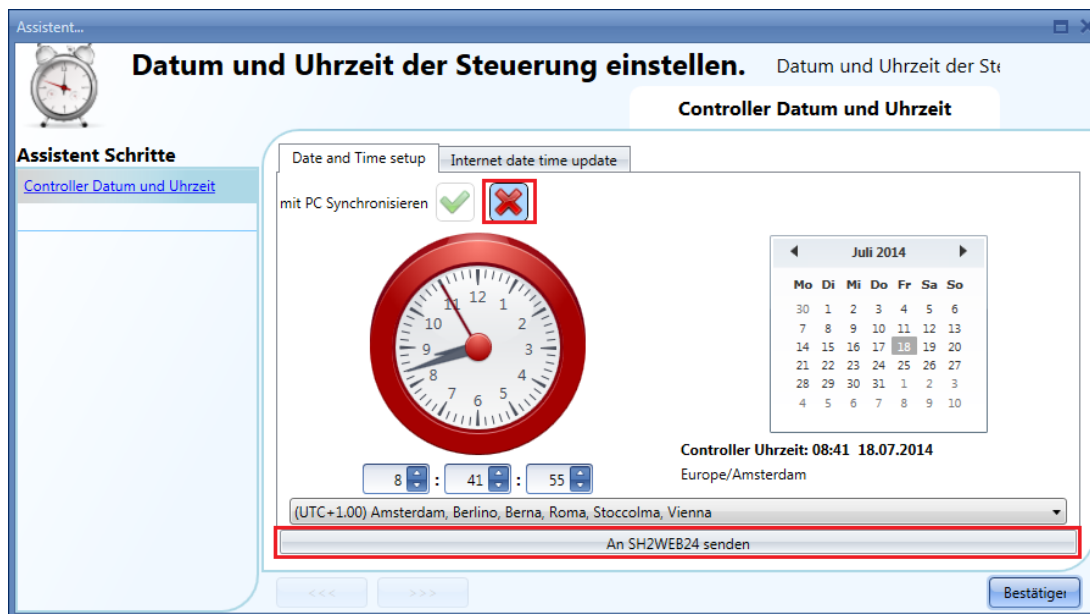 Assistent...
Datum und Uhrzeit der Steuerung einstellen. Datum und Uhrzeit der Ste
Controller Datum und Uhrzeit
Assistent Schritte
Controller Datum und Uhrzeit
Date and Time setup Internet date time update
mit PC Synchronisieren
12 1 2 3 4 5 6 7 8 9 10 11
Juli 2014
Mo Di Mi Do Fr Sa So
30 1 2 3 4 5 6
7 8 9 10 11 12 13
14 15 16 17 18 19 20
21 22 23 24 25 26 27
28 29 30 31 1 2 3
4 5 6 7 8 9 10
Controller Uhrzeit: 08:41 18.07.2014
Europe/Amsterdam
8 : 41 : 55
(UTC+1.00) Amsterdam, Berlino, Berna, Roma, Stoccolma, Vienna
An SH2WEB24 senden
<<< >>>
Bestätiger